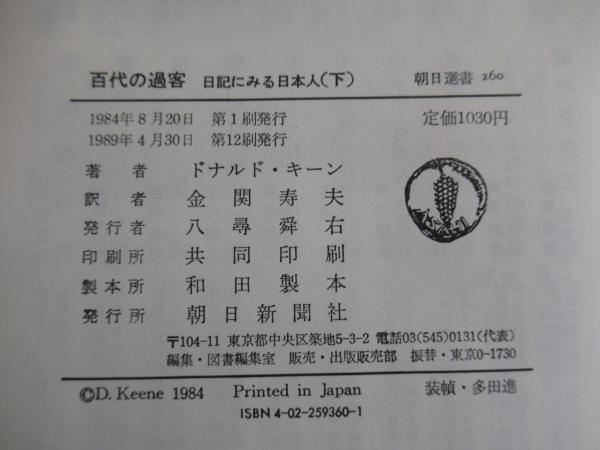 百代の過客 日記にみる日本人(下) 朝日選書 260
1984年8月20日 第1刷発行 定価1030円
1989年4月30日 第12刷発行
著者 ドナルド・キーン
訳者 金関寿夫
発行者 八尋舜右
印刷所 共同印刷
製本所 和田製本
発行所 朝日新聞社
〒104-11 東京都中央区築地5-3-2 電話03(545)0131(代表)
編集・図書編集室 販売・出版販売部 振替・東京0-1730
©D. Keene 1984 Printed in Japan 装幀・多田進
ISBN 4-02-259360-1